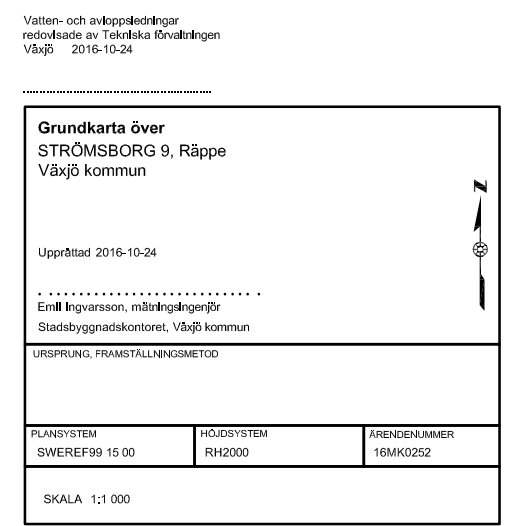 Vatten- och avloppsledningar
redovisade av Tekniska förvaltningen
Växjö 2016-10-24
Grundkarta över
STRÖMSBORG 9, Räppe
Växjö kommun
N
Upprättad 2016-10-24
Emil Ingvarsson, mätningsingenjör
Stadsbyggnadskontoret, Växjö kommun
URSPRUNG, FRAMSTÄLLNINGSMETOD
PLANSYSTEM HÖJDSYSTEM ÄRENDENUMMER
SWEREF99 15 00 RH2000 16MK0252
SKALA 1:1 000